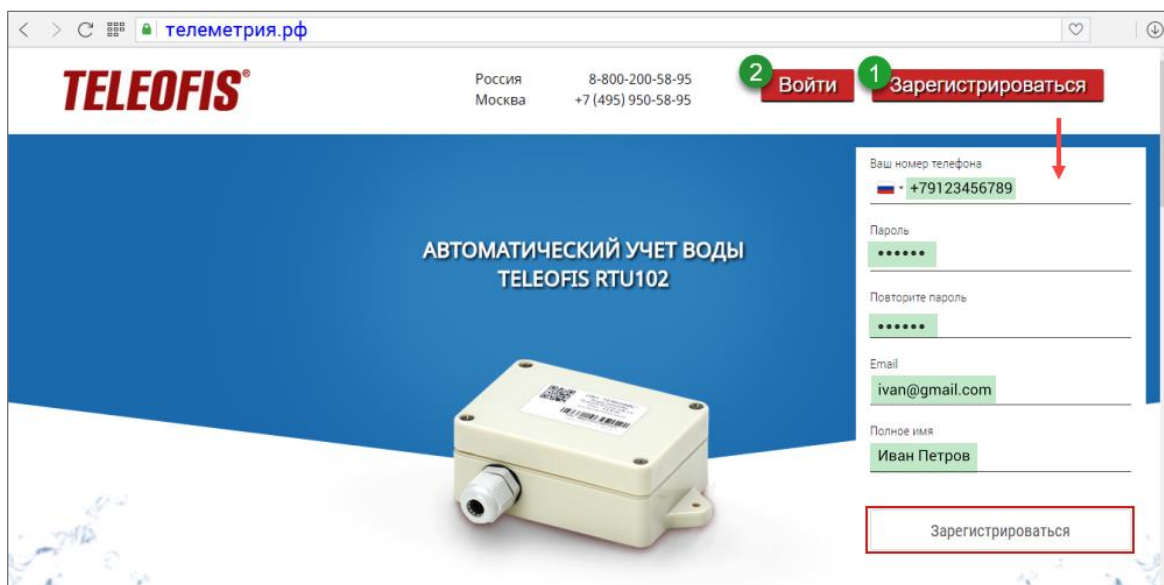 телеметрия.рф
TELEOFIS®
Россия 8-800-200-58-95
Москва +7 (495) 950-58-95
2 Войти
1 Зарегистрироваться
АВТОМАТИЧЕСКИЙ УЧЕТ ВОДЫ
TELEOFIS RTU102
Ваш номер телефона
+79123456789
Пароль
••••••
Повторите пароль
••••••
Email
ivan@gmail.com
Полное имя
Иван Петров
Зарегистрироваться